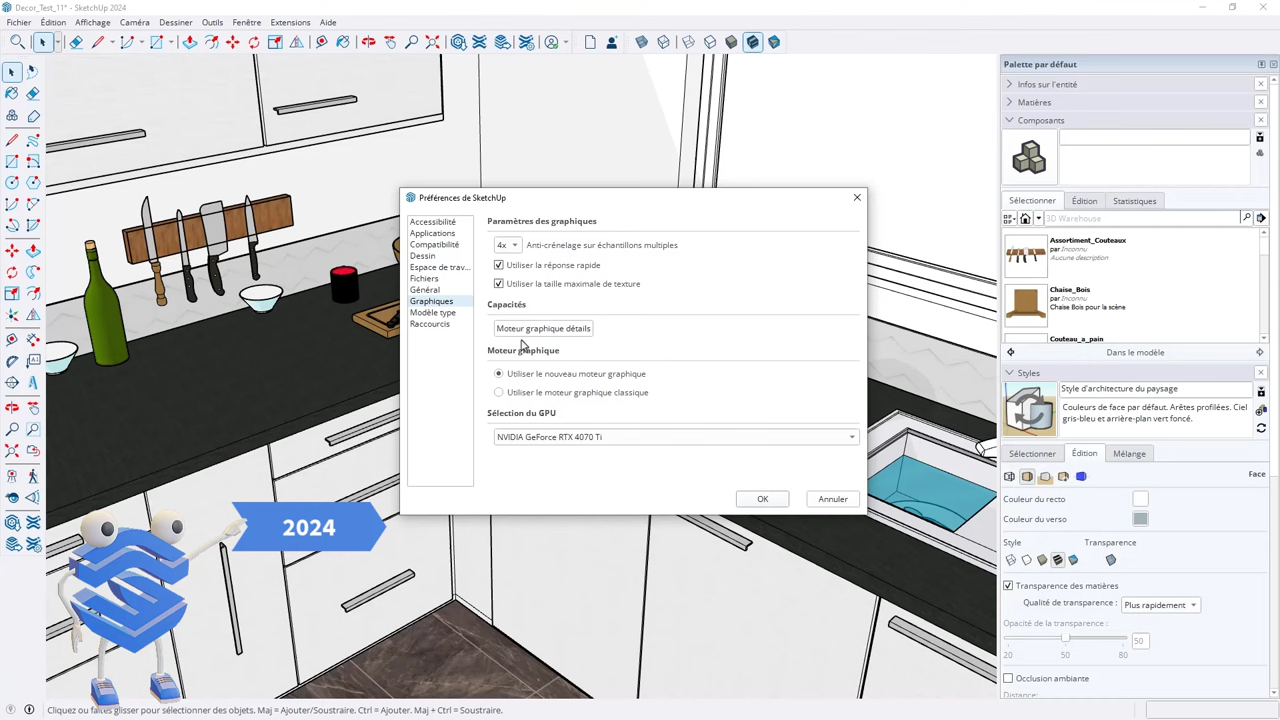 Decor_Test_11* - SketchUp 2024
Fichier Édition Affichage Caméra Dessiner Outils Fenêtre Extensions Aide
Palette par défaut
Infos sur l'entité
Matières
Composants
Sélectionner Édition Statistiques
3D Warehouse
Assortiment_Couteaux
Inconnu
Aucune description
Chaise_Bois
Inconnu
Chaise Bois pour la scène
Couteau_a_pain
Dans le modèle
Styles
Style d'architecture du paysage
Couleurs de face par défaut. Arêtes profilées. Ciel
gris-bleu et arrière-plan vert foncé.
Sélectionner Édition Mélange
Face
Couleur du recto
Couleur du verso
Style Transparence
Transparence des matières
Qualité de transparence : Plus rapidement
Opacité de la transparence :
50
20 50 80
Occlusion ambiante
Distance:
Préférences de SketchUp
Accessibilité
Applications
Compatibilité
Dessin
Espace de trav...
Fichiers
Général
Graphiques
Modèle type
Raccourcis
Paramètres des graphiques
4x Anti-crénelage sur échantillons multiples
Utiliser la réponse rapide
Utiliser la taille maximale de texture
Capacités
Moteur graphique détails
Moteur graphique
Utiliser le nouveau moteur graphique
Utiliser le moteur graphique classique
Sélection du GPU
NVIDIA GeForce RTX 4070 Ti
OK Annuler
2024
Cliquez ou faites glisser pour sélectionner des objets. Maj = Ajouter/Soustraire. Ctrl = Ajouter. Maj + Ctrl = Soustraire.